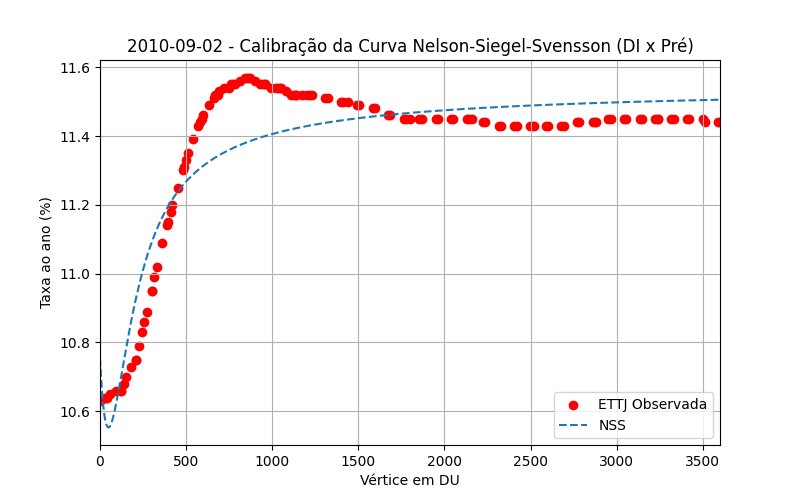 2010-09-02 - Calibração da Curva Nelson-Siegel-Svensson (DI x Pré)
Taxa ao ano (%)
11.6
11.4
11.2
11.0
10.8
10.6
0 500 1000 1500 2000 2500 3000 3500
Vértice em DU
ETTJ Observada
NSS